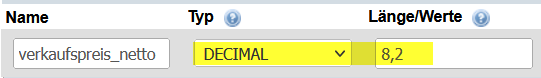 Name Typ Länge/Werte
verkaufspreis_netto DECIMAL 8,2